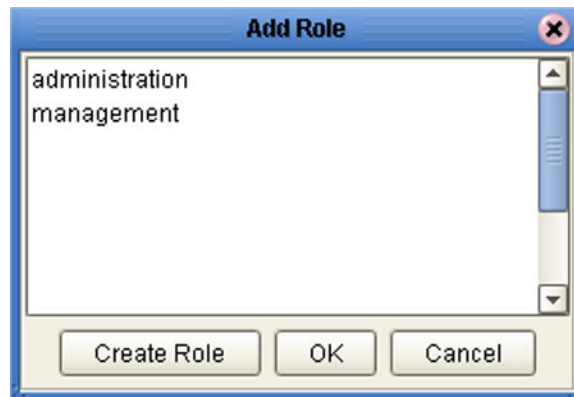 Add Role
administration
management
Create Role
OK
Cancel